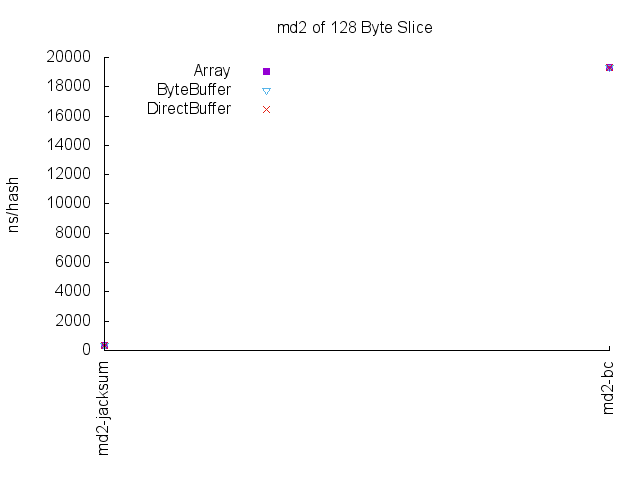 md2 of 128 Byte Slice
20000
18000
16000
14000
12000
10000
8000
6000
4000
2000
0
ns/hash
Array
ByteBuffer
DirectBuffer
md2-jacksum
md2-bc